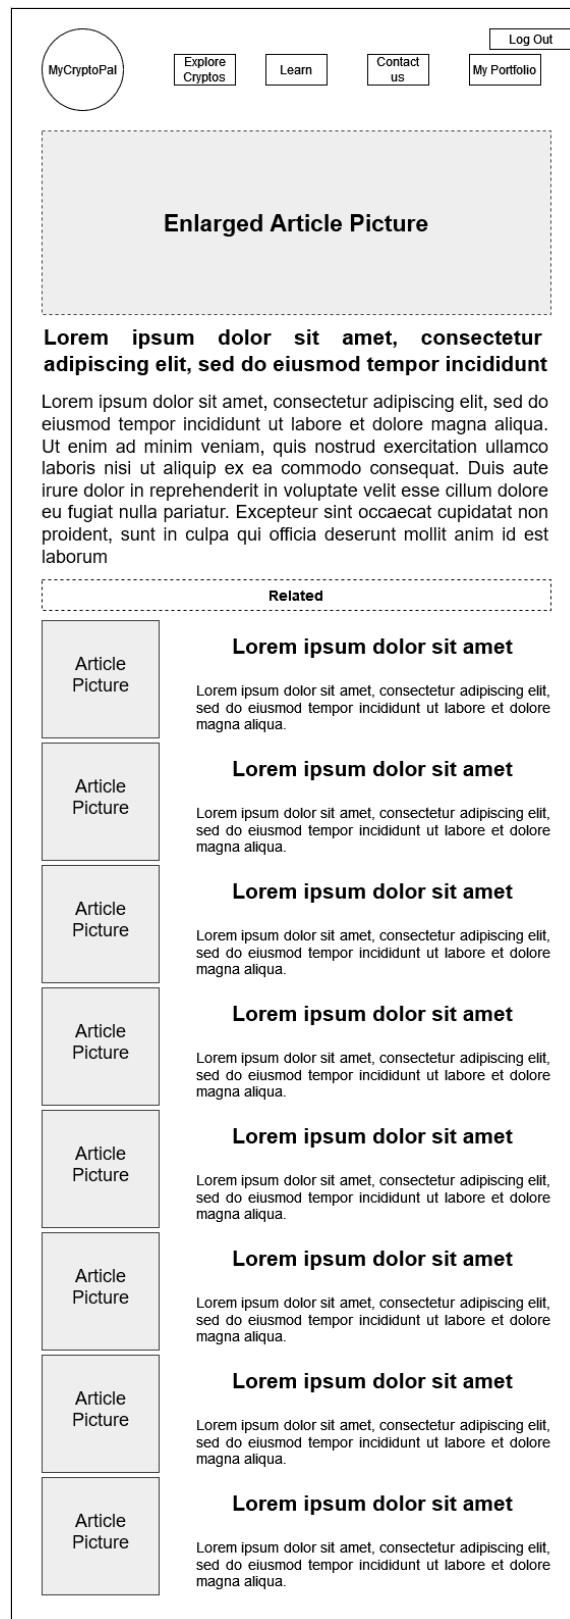 Log Out
MyCryptoPal
Explore
Cryptos
Learn
Contact
us
My Portfolio
Enlarged Article Picture
Lorem ipsum dolor sit amet, consectetur
adipiscing elit, sed do eiusmod tempor incididunt
Lorem ipsum dolor sit amet, consectetur adipiscing elit, sed do
eiusmod tempor incididunt ut labore et dolore magna aliqua.
Ut enim ad minim veniam, quis nostrud exercitation ullamco
laboris nisi ut aliquip ex ea commodo consequat. Duis aute
irure dolor in reprehenderit in voluptate velit esse cillum dolore
eu fugiat nulla pariatur. Excepteur sint occaecat cupidatat non
proident, sunt in culpa qui officia deserunt mollit anim id est
laborum
Related
Article
Picture
Lorem ipsum dolor sit amet
Lorem ipsum dolor sit amet, consectetur adipiscing elit,
sed do eiusmod tempor incididunt ut labore et dolore
magna aliqua.
Article
Picture
Lorem ipsum dolor sit amet
Lorem ipsum dolor sit amet, consectetur adipiscing elit,
sed do eiusmod tempor incididunt ut labore et dolore
magna aliqua.
Article
Picture
Lorem ipsum dolor sit amet
Lorem ipsum dolor sit amet, consectetur adipiscing elit,
sed do eiusmod tempor incididunt ut labore et dolore
magna aliqua.
Article
Picture
Lorem ipsum dolor sit amet
Lorem ipsum dolor sit amet, consectetur adipiscing elit,
sed do eiusmod tempor incididunt ut labore et dolore
magna aliqua.
Article
Picture
Lorem ipsum dolor sit amet
Lorem ipsum dolor sit amet, consectetur adipiscing elit,
sed do eiusmod tempor incididunt ut labore et dolore
magna aliqua.
Article
Picture
Lorem ipsum dolor sit amet
Lorem ipsum dolor sit amet, consectetur adipiscing elit,
sed do eiusmod tempor incididunt ut labore et dolore
magna aliqua.
Article
Picture
Lorem ipsum dolor sit amet
Lorem ipsum dolor sit amet, consectetur adipiscing elit,
sed do eiusmod tempor incididunt ut labore et dolore
magna aliqua.
Article
Picture
Lorem ipsum dolor sit amet
Lorem ipsum dolor sit amet, consectetur adipiscing elit,
sed do eiusmod tempor incididunt ut labore et dolore
magna aliqua.